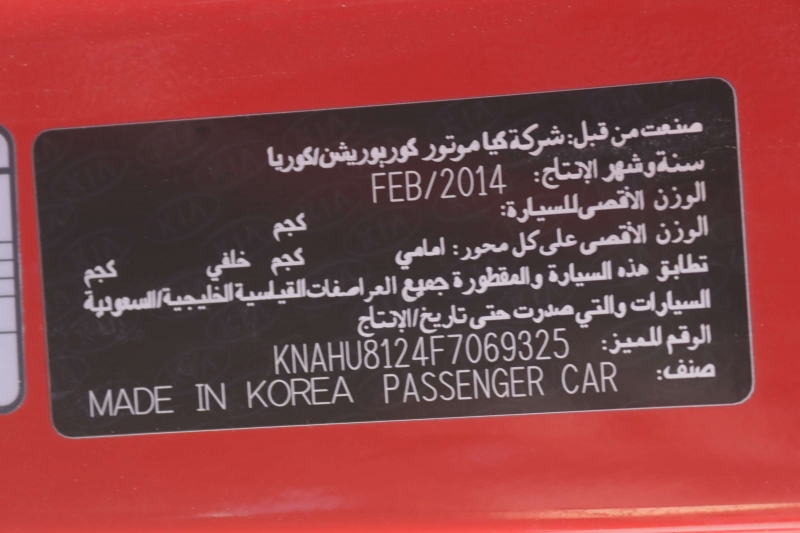 صنعت من قبل: شركة كيا موتور كوربوريشن/كوريا
سنة وشهر الإنتاج: FEB/2014
الوزن الأقصى للسيارة: كجم
الوزن الأقصى على كل محور: امامي كجم خلفي كجم
تطابق هذه السيارة والمقطورة جميع العراصفات القياسية الخليجية/السعودية
السيارات والتي صدرت حتى تاريخ/الإنتاج
الرقم للميز: KNAHU8124F7069325
صنف: PASSENGER CAR MADE IN KOREA